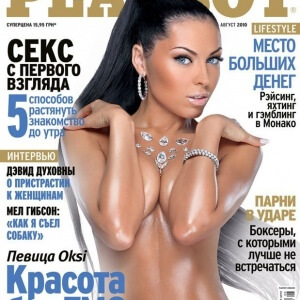 PLAYBOY
СУПЕРЦЕНА 15,95 ГРН*
АВГУСТ 2010
LIFESTYLE
СЕКС
С ПЕРВОГО
ВЗГЛЯДА
5 СПОСОБОВ
РАСТЯНУТЬ
ЗНАКОМСТВО
ДО УТРА
МЕСТО
БОЛЬШИХ
ДЕНЕГ
Рэйсинг,
яхтинг и
гэмблинг
в Монако
ИНТЕРВЬЮ
ДЭВИД ДУХОВНЫ
О ПРИСТРАСТИИ
К ЖЕНЩИНАМ
МЕЛ ГИБСОН:
«КАК Я СЪЕЛ
СОБАКУ»
ПАРНИ
В УДАРЕ
Боксеры,
с которыми
лучше не
встречаться
Певица Oksi
Красота